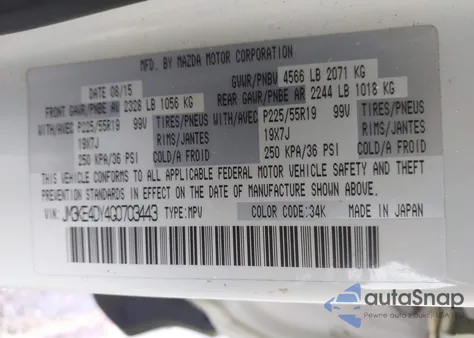 MFD. BY MAZDA MOTOR CORPORATION
DATE 08/15 GVWR/PNBV 4566 LB 2071 KG
FRONT GAWR/PNBE AV 2328 LB 1056 KG REAR GAWR/PNBE AR 2244 LB 1018 KG
WITH/AVEC P225/55R19 99V TIRES/PNEUS WITH/AVEC P225/55R19 99V TIRES/PNEUS
19X7J RIMS/JANTES 19X7J RIMS/JANTES
250 KPA/36 PSI COLD/A FROID 250 KPA/36 PSI COLD/A FROID
THIS VEHICLE CONFORMS TO ALL APPLICABLE FEDERAL MOTOR VEHICLE SAFETY AND THEFT
PREVENTION STANDARDS IN EFFECT ON THE DATE OF MANUFACTURE SHOWN ABOVE.
VIN: JM3KE4DY4G0703443 TYPE: MPV COLOR CODE: 34K MADE IN JAPAN
autoSnap
Pewne auto z aukcji USA